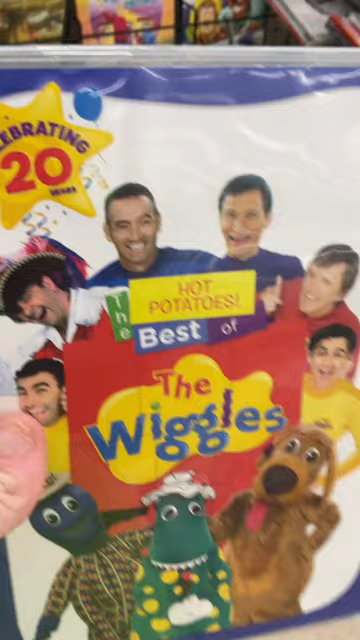 CELEBRATING
20
YEARS
HOT
POTATOES!
The
Best of
The
Wiggles